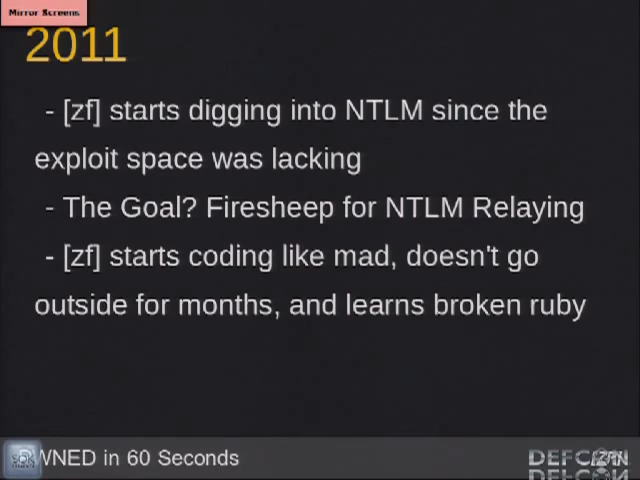 Mirror Screens
2011
- [zf] starts digging into NTLM since the
exploit space was lacking
- The Goal? Firesheep for NTLM Relaying
- [zf] starts coding like mad, doesn't go
outside for months, and learns broken ruby
WNED in 60 Seconds
DEFCON
DEFCON